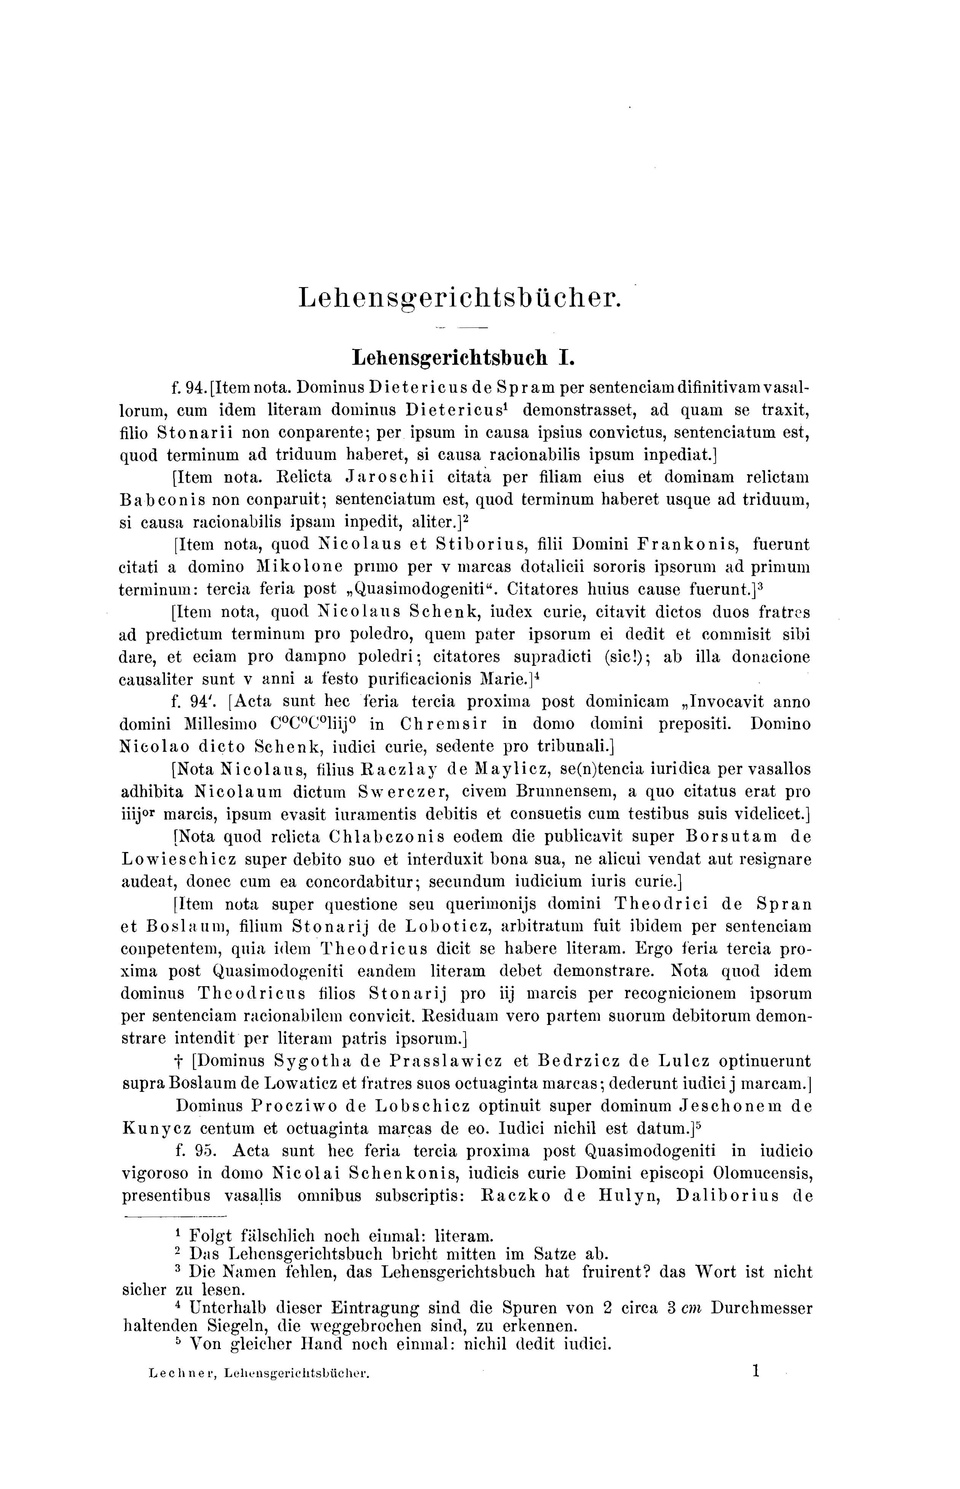 Lehensgerichtsbücher.
Lehensgerichtsbuch I.
f. 94. [Item nota. Dominus Dietericus de Spram per sentenciam difinitivam vasal-
lorum, cum idem literam dominus Dietericus¹ demonstrasset, ad quam se traxit,
filio Stonarii non conparente; per ipsum in causa ipsius convictus, sentenciatum est,
quod terminum ad triduum haberet, si causa racionabilis ipsum inpediat.]
[Item nota. Relicta Jaroschii citata per filiam eius et dominam relictam
Babconis non conparuit; sentenciatum est, quod terminum haberet usque ad triduum,
si causa racionabilis ipsam inpedit, aliter.]²
[Item nota, quod Nicolaus et Stiborius, filii Domini Frankonis, fuerunt
citati a domino Mikolone primo per v marcas dotalicii sororis ipsorum ad primum
terminum: tercia feria post „Quasimodogeniti“. Citatores huius cause fuerunt.]³
[Item nota, quod Nicolaus Schenk, iudex curie, citavit dictos duos fratres
ad predictum terminum pro poledro, quem pater ipsorum ei dedit et commisit sibi
dare, et eciam pro dampno poledri; citatores supradicti (sic!); ab illa donacione
causaliter sunt v anni a festo purificacionis Marie.]⁴
f. 94'. [Acta sunt hec feria tercia proxima post dominicam „Invocavit anno
domini Millesimo C⁰C⁰C⁰liij⁰ in Chremsir in domo domini prepositi. Domino
Nicolao dicto Schenk, iudici curie, sedente pro tribunali.]
[Nota Nicolaus, filius Raczlay de Maylicz, se(n)tencia iuridica per vasallos
adhibita Nicolaum dictum Swerczer, civem Brunnensem, a quo citatus erat pro
iiijor marcis, ipsum evasit iuramentis debitis et consuetis cum testibus suis videlicet.]
[Nota quod relicta Chlabczonis eodem die publicavit super Borsutam de
Lowieschicz super debito suo et interduxit bona sua, ne alicui vendat aut resignare
audeat, donec cum ea concordabitur; secundum iudicium iuris curie.]
[Item nota super questione seu querimonijs domini Theodrici de Spran
et Boslaum, filium Stonarij de Loboticz, arbitratum fuit ibidem per sentenciam
conpetentem, quia idem Theodricus dicit se habere literam. Ergo feria tercia pro-
xima post Quasimodogeniti eandem literam debet demonstrare. Nota quod idem
dominus Theodricus filios Stonarij pro iij marcis per recognicionem ipsorum
per sentenciam racionabilem convicit. Residuam vero partem suorum debitorum demon-
strare intendit per literam patris ipsorum.]
† [Dominus Sygotha de Prasslawicz et Bedrzicz de Lulcz optinuerunt
supra Boslaum de Lowaticz et fratres suos octuaginta marcas; dederunt iudici j marcam.]
Dominus Procziwo de Lobschicz optinuit super dominum Jeschonem de
Kunycz centum et octuaginta marcas de eo. Iudici nichil est datum.]⁵
f. 95. Acta sunt hec feria tercia proxima post Quasimodogeniti in iudicio
vigoroso in domo Nicolai Schenkonis, iudicis curie Domini episcopi Olomucensis,
presentibus vasallis omnibus subscriptis: Raczko de Hulyn, Daliborius de
¹ Folgt fälschlich noch einmal: literam.
² Das Lehensgerichtsbuch bricht mitten im Satze ab.
³ Die Namen fehlen, das Lehensgerichtsbuch hat fruirent? das Wort ist nicht
sicher zu lesen.
⁴ Unterhalb dieser Eintragung sind die Spuren von 2 circa 3 cm Durchmesser
haltenden Siegeln, die weggebrochen sind, zu erkennen.
⁵ Von gleicher Hand noch einmal: nichil dedit iudici.
Lechner, Lehensgerichtsbücher. 1